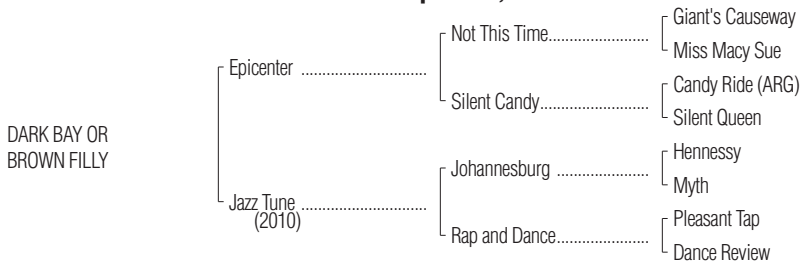 Giant's Causeway
Not This Time......................
Miss Macy Sue
Epicenter ............................
Candy Ride (ARG)
Silent Candy........................
Silent Queen
DARK BAY OR
BROWN FILLY
Hennessy
Johannesburg .....................
Myth
Jazz Tune ............................
(2010)
Pleasant Tap
Rap and Dance.....................
Dance Review